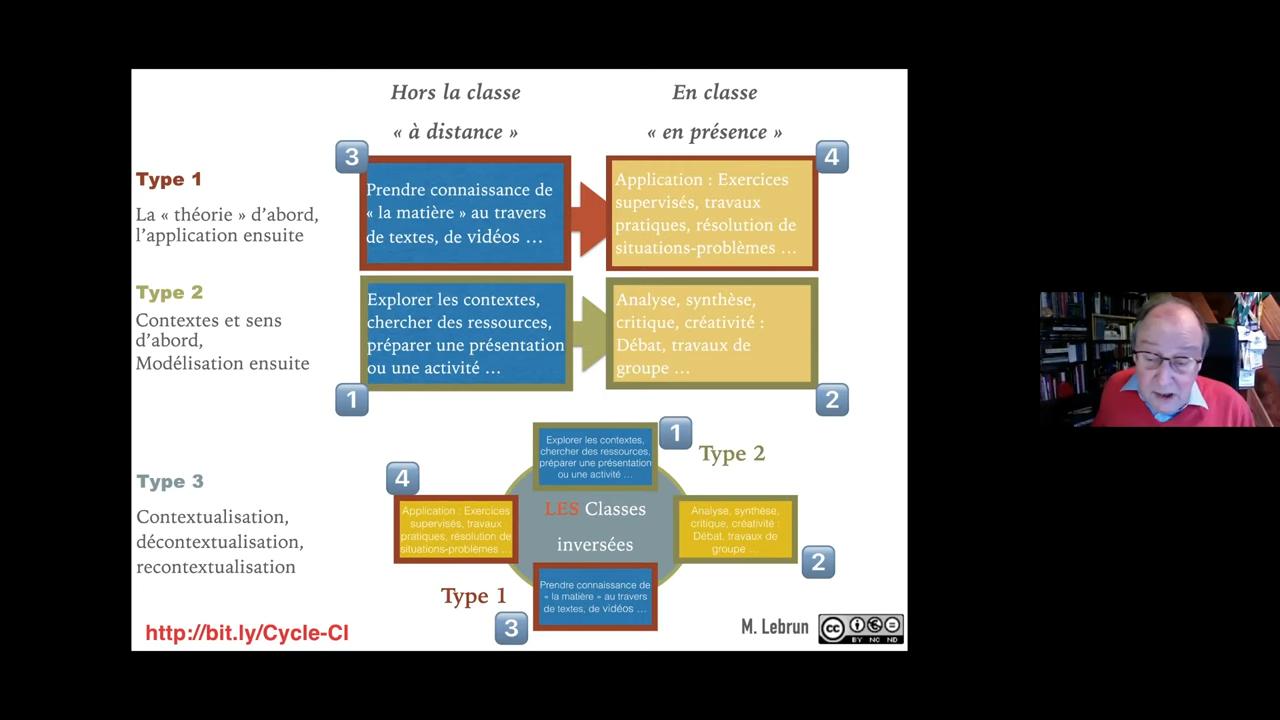 Hors la classe
« à distance »
En classe
« en présence »
3
4
Type 1
La « théorie » d'abord,
l'application ensuite
Prendre connaissance de
« la matière » au travers
de textes, de vidéos ...
Application : Exercices
supervisés, travaux
pratiques, résolution de
situations-problèmes ...
Type 2
Contextes et sens
d'abord,
Modélisation ensuite
Explorer les contextes,
chercher des ressources,
préparer une présentation
ou une activité ...
Analyse, synthèse,
critique, créativité :
Débat, travaux de
groupe ...
1
2
Type 3
Contextualisation,
décontextualisation,
recontextualisation
1
Type 2
Explorer les contextes,
chercher des ressources,
préparer une présentation
ou une activité ...
4
Application : Exercices
supervisés, travaux
pratiques, résolution de
situations-problèmes ...
LES Classes
inversées
Analyse, synthèse,
critique, créativité :
Débat, travaux de
groupe ...
2
Type 1
3
Prendre connaissance de
« la matière » au travers
de textes, de vidéos ...
http://bit.ly/Cycle-CI
M. Lebrun
cc
BY NC ND